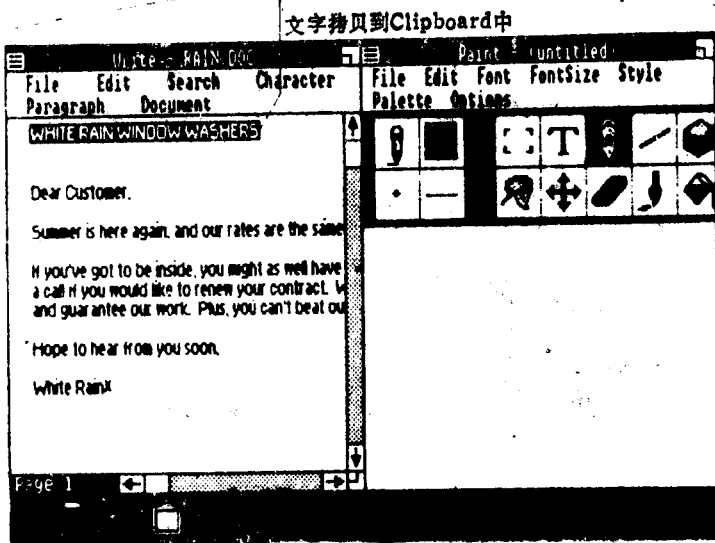 文字拷贝到Clipboard中
Write - RAIN.DOC
File Edit Search Character
Paragraph Document
WHITE RAIN WINDOW WASHERS
Dear Customer,
Summer is here again, and our rates are the same
If you've got to be inside, you might as well have
a call if you would like to renew your contract. W
and guarantee our work. Plus, you can't beat ou
Hope to hear from you soon,
White Rain
Page 1
Paint - (untitled)
File Edit Font FontSize Style
Palette Options
T